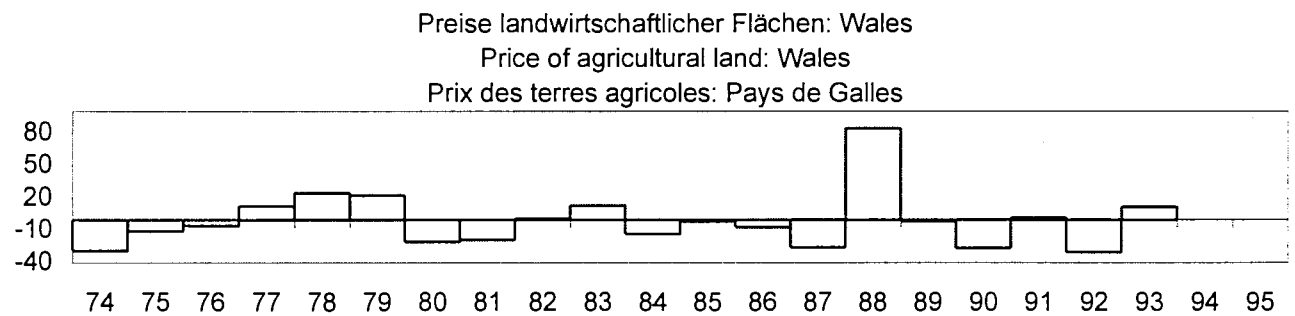 Preise landwirtschaftlicher Flächen: Wales
Price of agricultural land: Wales
Prix des terres agricoles: Pays de Galles
80
50
20
-10
-40
74 75 76 77 78 79 80 81 82 83 84 85 86 87 88 89 90 91 92 93 94 95